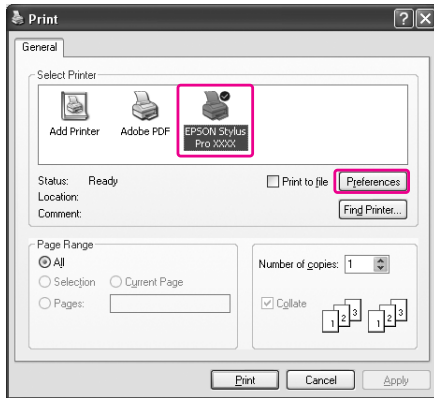 Print
General
Select Printer
Add Printer
Adobe PDF
EPSON Stylus
Pro XXXX
Status: Ready
Location:
Comment:
Print to file
Preferences
Find Printer...
Page Range
All
Selection
Current Page
Pages:
Number of copies: 1
Collate
1 2 3 1 2 3
Print
Cancel
Apply